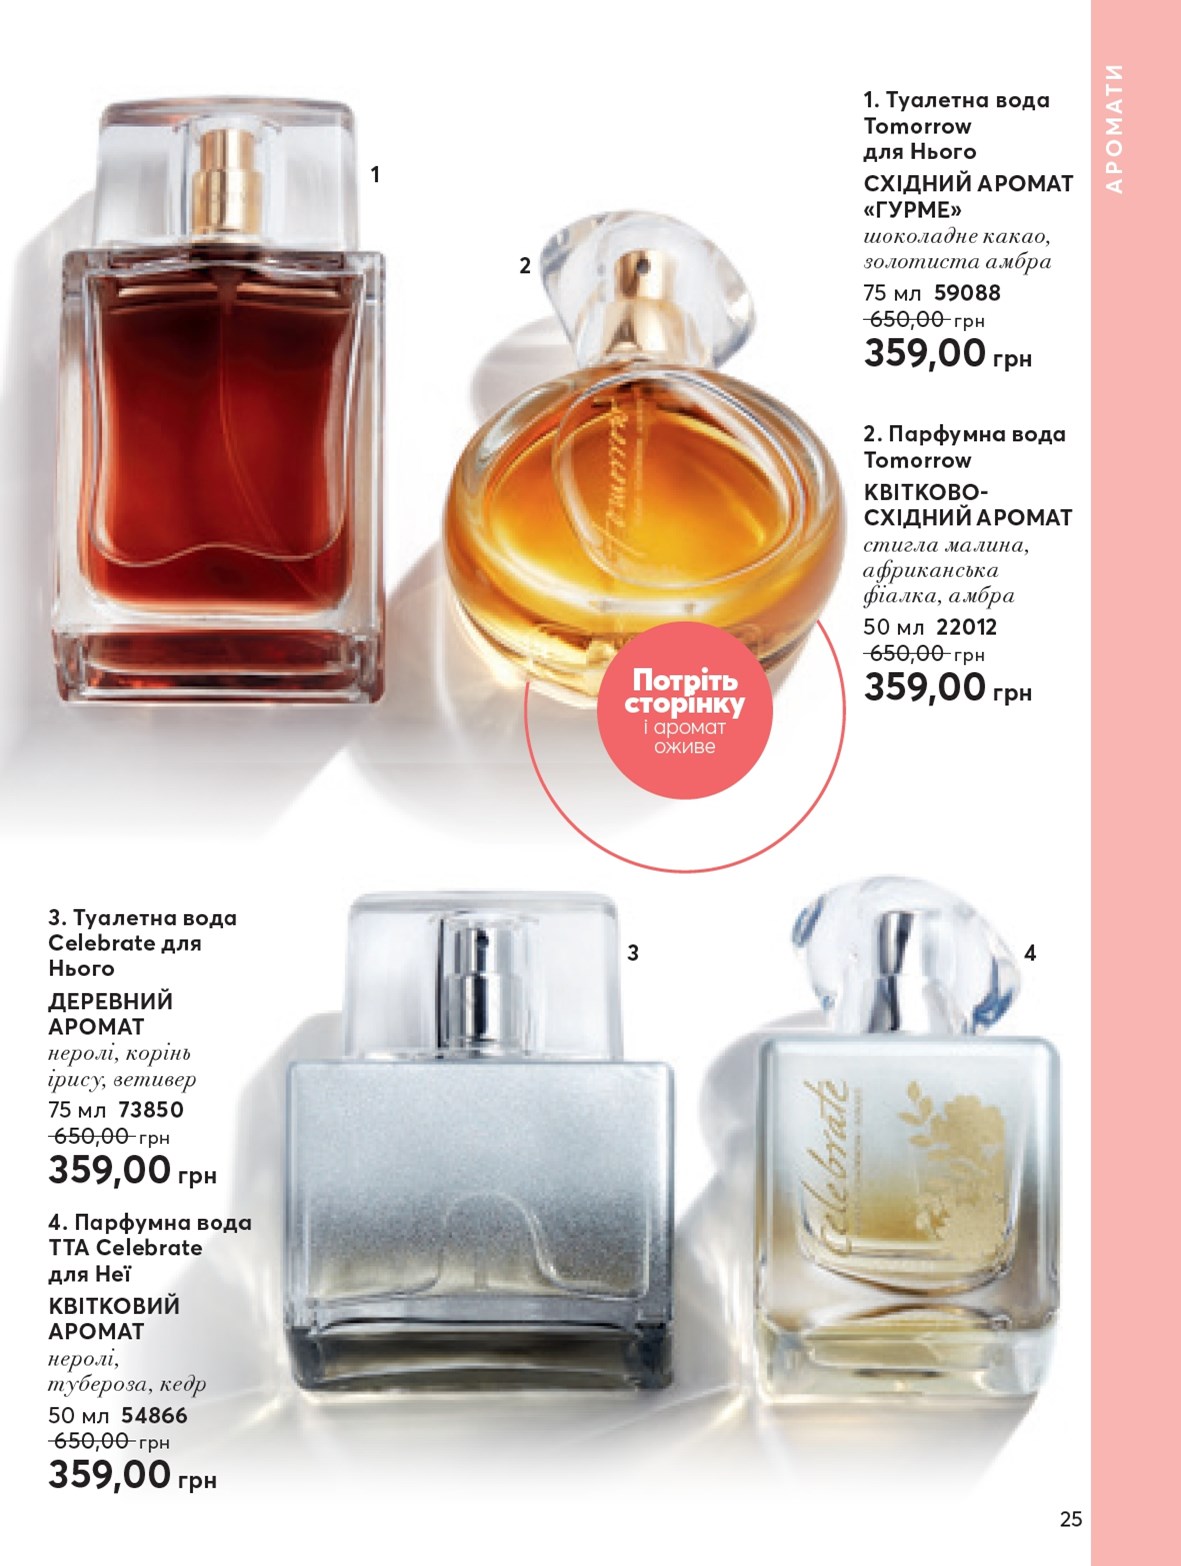 АРОМАТИ
1
1. Туалетна вода
Tomorrow
для Нього
СХІДНИЙ АРОМАТ
«ГУРМЕ»
шоколадне какао,
золотиста амбра
75 мл 59088
650,00 грн
359,00 грн
2
Tomorrow
2. Парфумна вода
Tomorrow
КВІТКОВО-
СХІДНИЙ АРОМАТ
стигла малина,
африканська
фіалка, амбра
50 мл 22012
650,00 грн
359,00 грн
Потріть
сторінку
і аромат
оживе
3. Туалетна вода
Celebrate для
Нього
ДЕРЕВНИЙ
АРОМАТ
неролі, корінь
ірису, ветивер
75 мл 73850
650,00 грн
359,00 грн
3
4
Celebrate
4. Парфумна вода
TTA Celebrate
для Неї
КВІТКОВИЙ
АРОМАТ
неролі,
тубероза, кедр
50 мл 54866
650,00 грн
359,00 грн
25